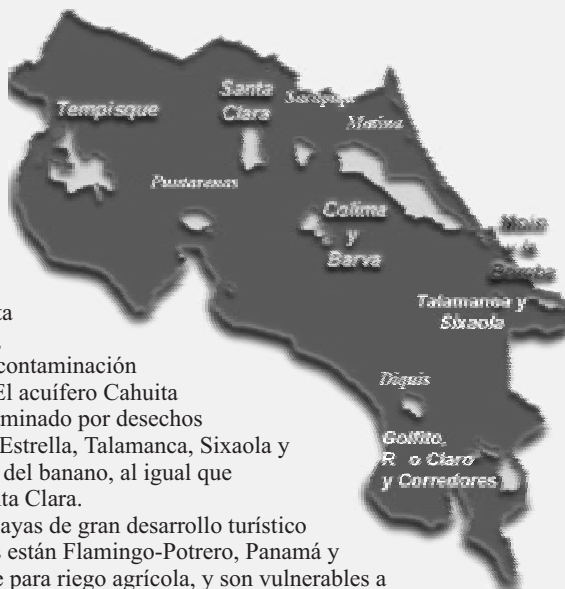 Santa
Clara
Sarapiquí
Tempisque
Matina
Puntarenas
Colima
y
Barva
Moín
y la
Bomba
Talamanca y
Sixaola
ta
contaminación
El acuífero Cahuita
minado por desechos
Estrella, Talamanca, Sixaola y
del banano, al igual que
ta Clara.
ayas de gran desarrollo turístico
s están Flamingo-Potrero, Panamá y
e para riego agrícola, y son vulnerables a
Diquis
Golfito,
R o Claro
y Corredores